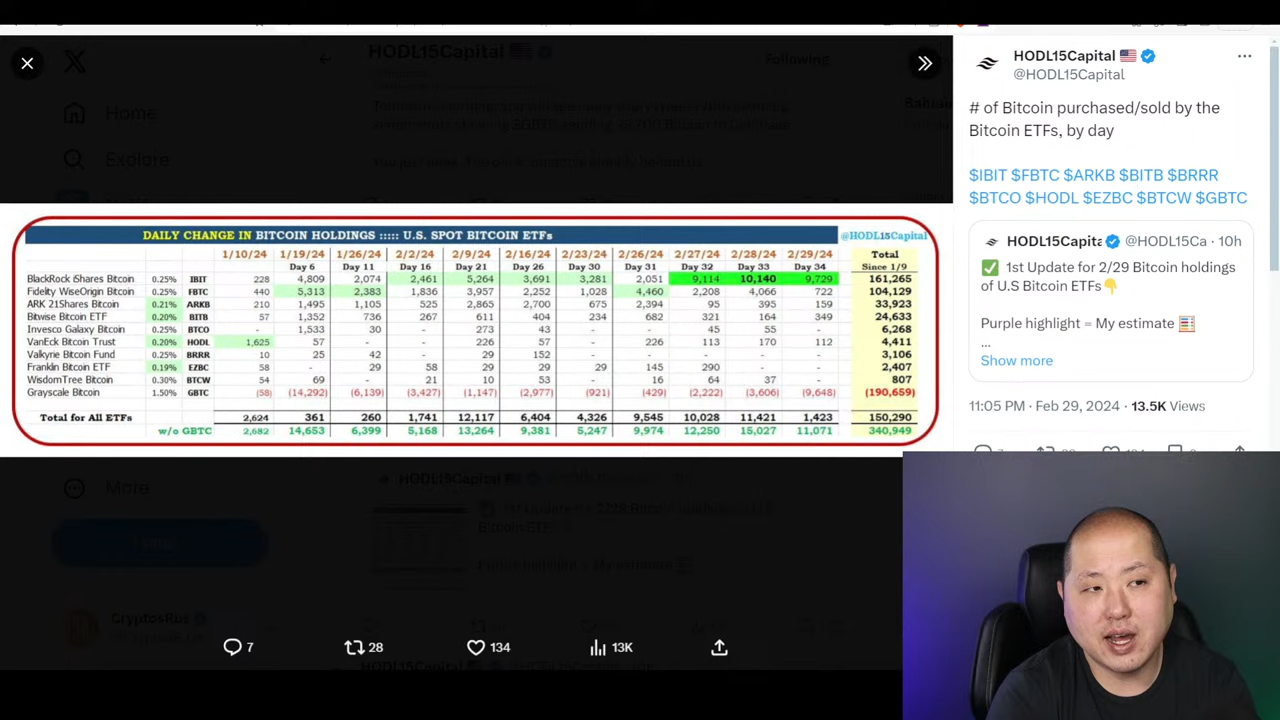 HODL15Capital
Following
Home
Explore
More
CryptosRus
HODL15Capital
@HODL15Capital
# of Bitcoin purchased/sold by the
Bitcoin ETFs, by day
$IBIT $FBTC $ARKB $BITB $BRRR
$BTCO $HODL $EZBC $BTCW $GBTC
HODL15Capita @HODL15Ca · 10h
1st Update for 2/29 Bitcoin holdings
of U.S Bitcoin ETFs
Purple highlight = My estimate
...
Show more
11:05 PM · Feb 29, 2024 · 13.5K Views
DAILY CHANGE IN BITCOIN HOLDINGS ::::: U.S. SPOT BITCOIN ETFs @HODL15Capital
1/10/24 1/19/24 1/26/24 2/2/24 2/9/24 2/16/24 2/23/24 2/26/24 2/27/24 2/28/24 2/29/24 Total
Day 6 Day 11 Day 16 Day 21 Day 26 Day 30 Day 31 Day 32 Day 33 Day 34 Since 1/9
BlackRock iShares Bitcoin 0.25% IBIT 228 4,809 2,074 2,461 5,264 3,691 3,281 2,051 9,114 10,140 9,729 161,265
Fidelity WiseOrigin Bitcoin 0.25% FBTC 440 5,313 2,383 1,836 3,957 2,252 1,028 4,460 2,208 4,066 722 104,129
ARK 21Shares Bitcoin 0.21% ARKB 210 1,495 1,105 525 2,865 2,700 675 2,394 95 395 159 33,923
Bitwise Bitcoin ETF 0.20% BITB 57 1,352 736 267 611 404 234 682 321 164 349 24,633
Invesco Galaxy Bitcoin 0.25% BTCO - 1,533 30 - 273 43 - - 45 55 - 6,268
VanEck Bitcoin Trust 0.20% HODL 1,625 57 - - 226 57 - 226 113 170 112 4,411
Valkyrie Bitcoin Fund 0.25% BRRR 10 25 42 - 29 152 - - - - - 3,106
Franklin Bitcoin ETF 0.19% EZBC 58 - 29 58 29 29 29 145 290 - - 2,407
WisdomTree Bitcoin 0.30% BTCW 54 69 - 21 10 53 - 16 64 37 - 807
Grayscale Bitcoin 1.50% GBTC (58) (14,292) (6,139) (3,427) (1,147) (2,977) (921) (429) (2,222) (3,606) (9,648) (190,659)
Total for All ETFs 2,624 361 260 1,741 12,117 6,404 4,326 9,545 10,028 11,421 1,423 150,290
w/o GBTC 2,682 14,653 6,399 5,168 13,264 9,381 5,247 9,974 12,250 15,027 11,071 340,949
7 28 134 13K